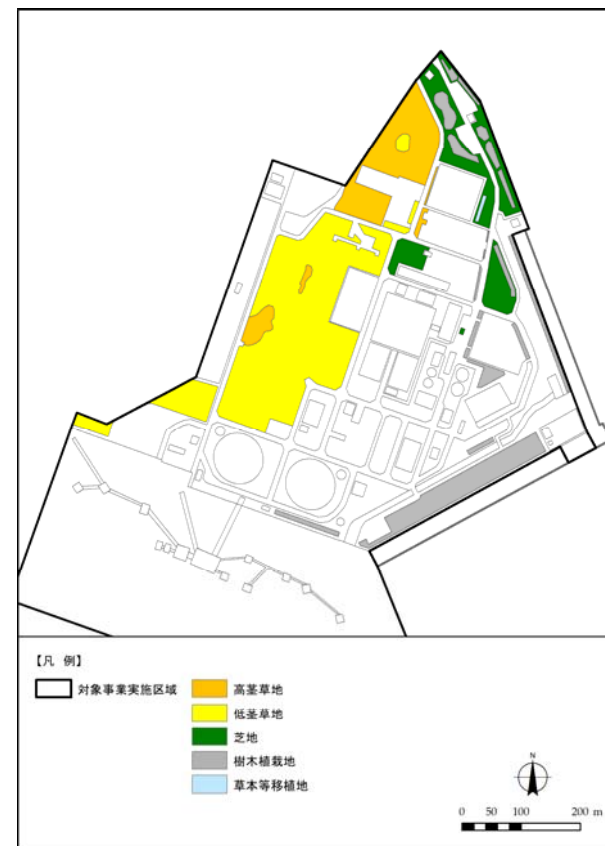 【凡 例】
対象事業実施区域
高茎草地
低茎草地
芝地
樹木植栽地
草本等移植地
N
0 50 100 200 m